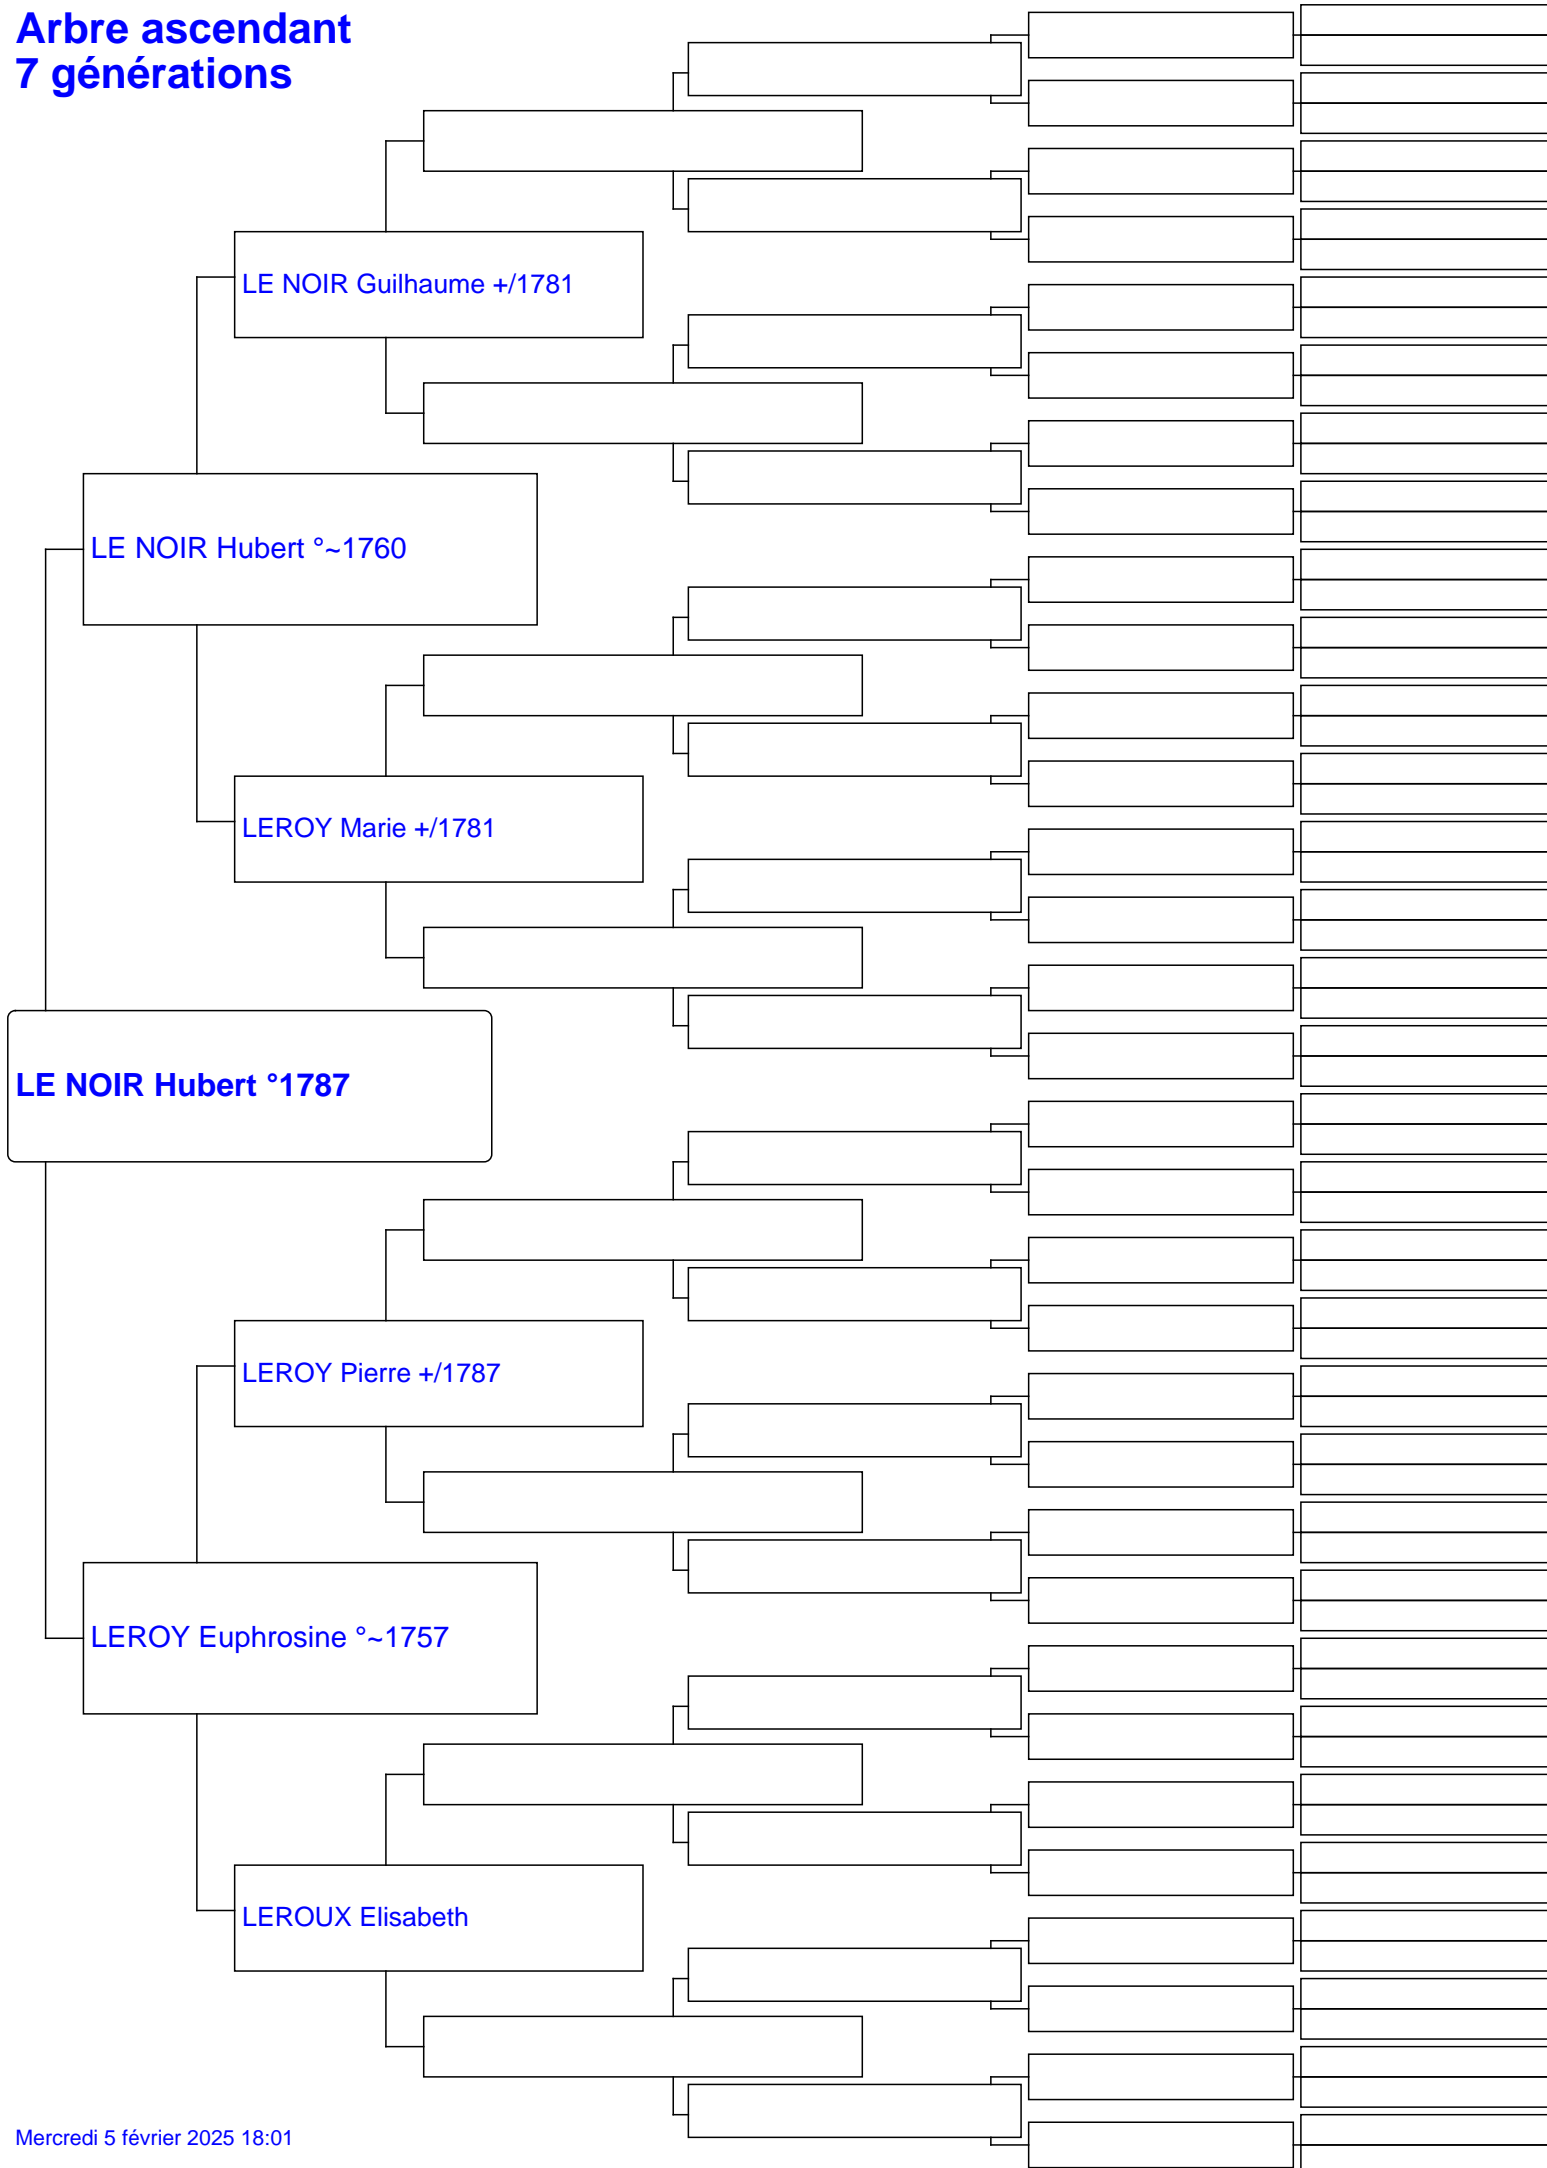 Arbre ascendant
7 générations
LE NOIR Guilhaume +/1781
LE NOIR Hubert °~1760
LEROY Marie +/1781
LE NOIR Hubert °1787
LEROY Pierre +/1787
LEROY Euphrosine °~1757
LEROUX Elisabeth
Mercredi 5 février 2025 18:01